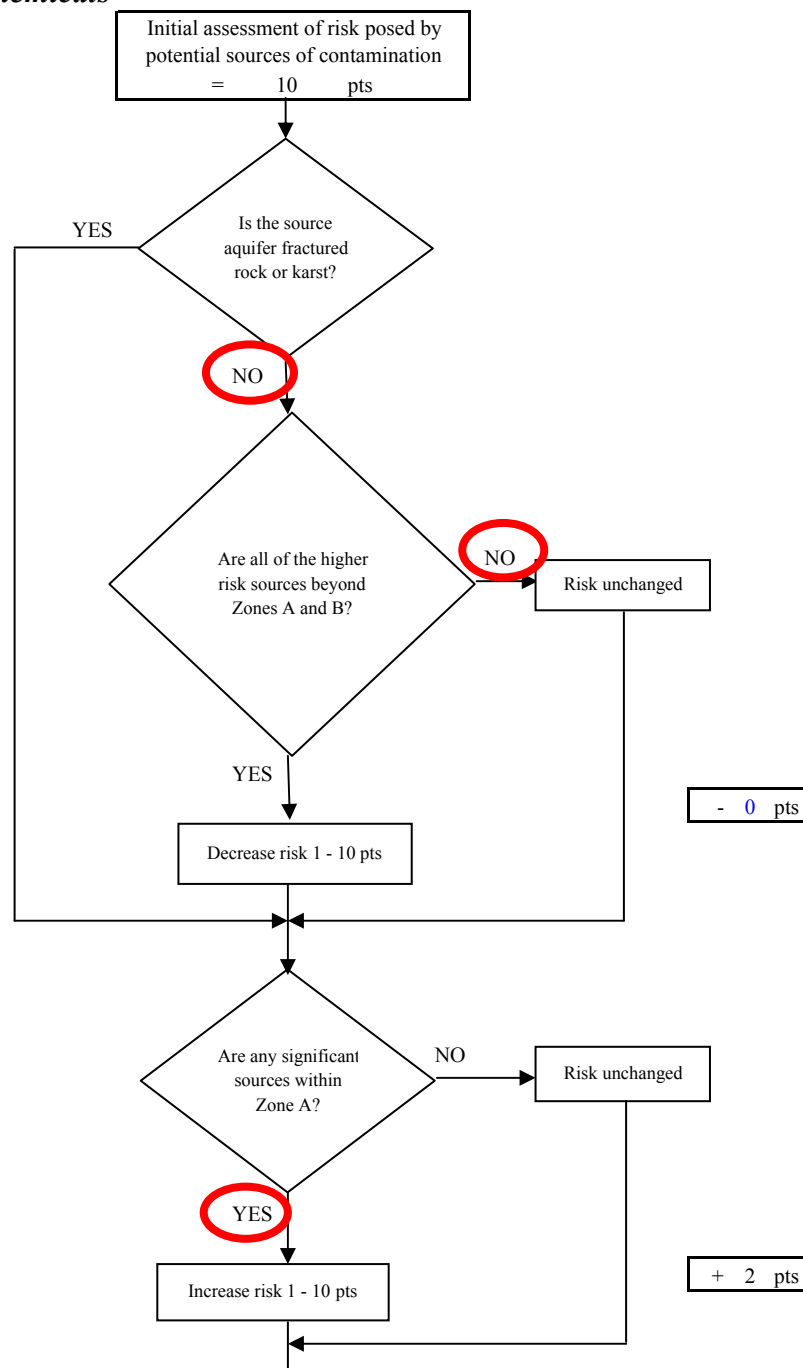 Initial assessment of risk posed by
potential sources of contamination
= 10 pts
YES
Is the source
aquifer fractured
rock or karst?
NO
Are all of the higher
risk sources beyond
Zones A and B?
NO
Risk unchanged
YES
- 0 pts
Decrease risk 1 - 10 pts
Are any significant
sources within
Zone A?
NO
Risk unchanged
YES
Increase risk 1 - 10 pts
+ 2 pts